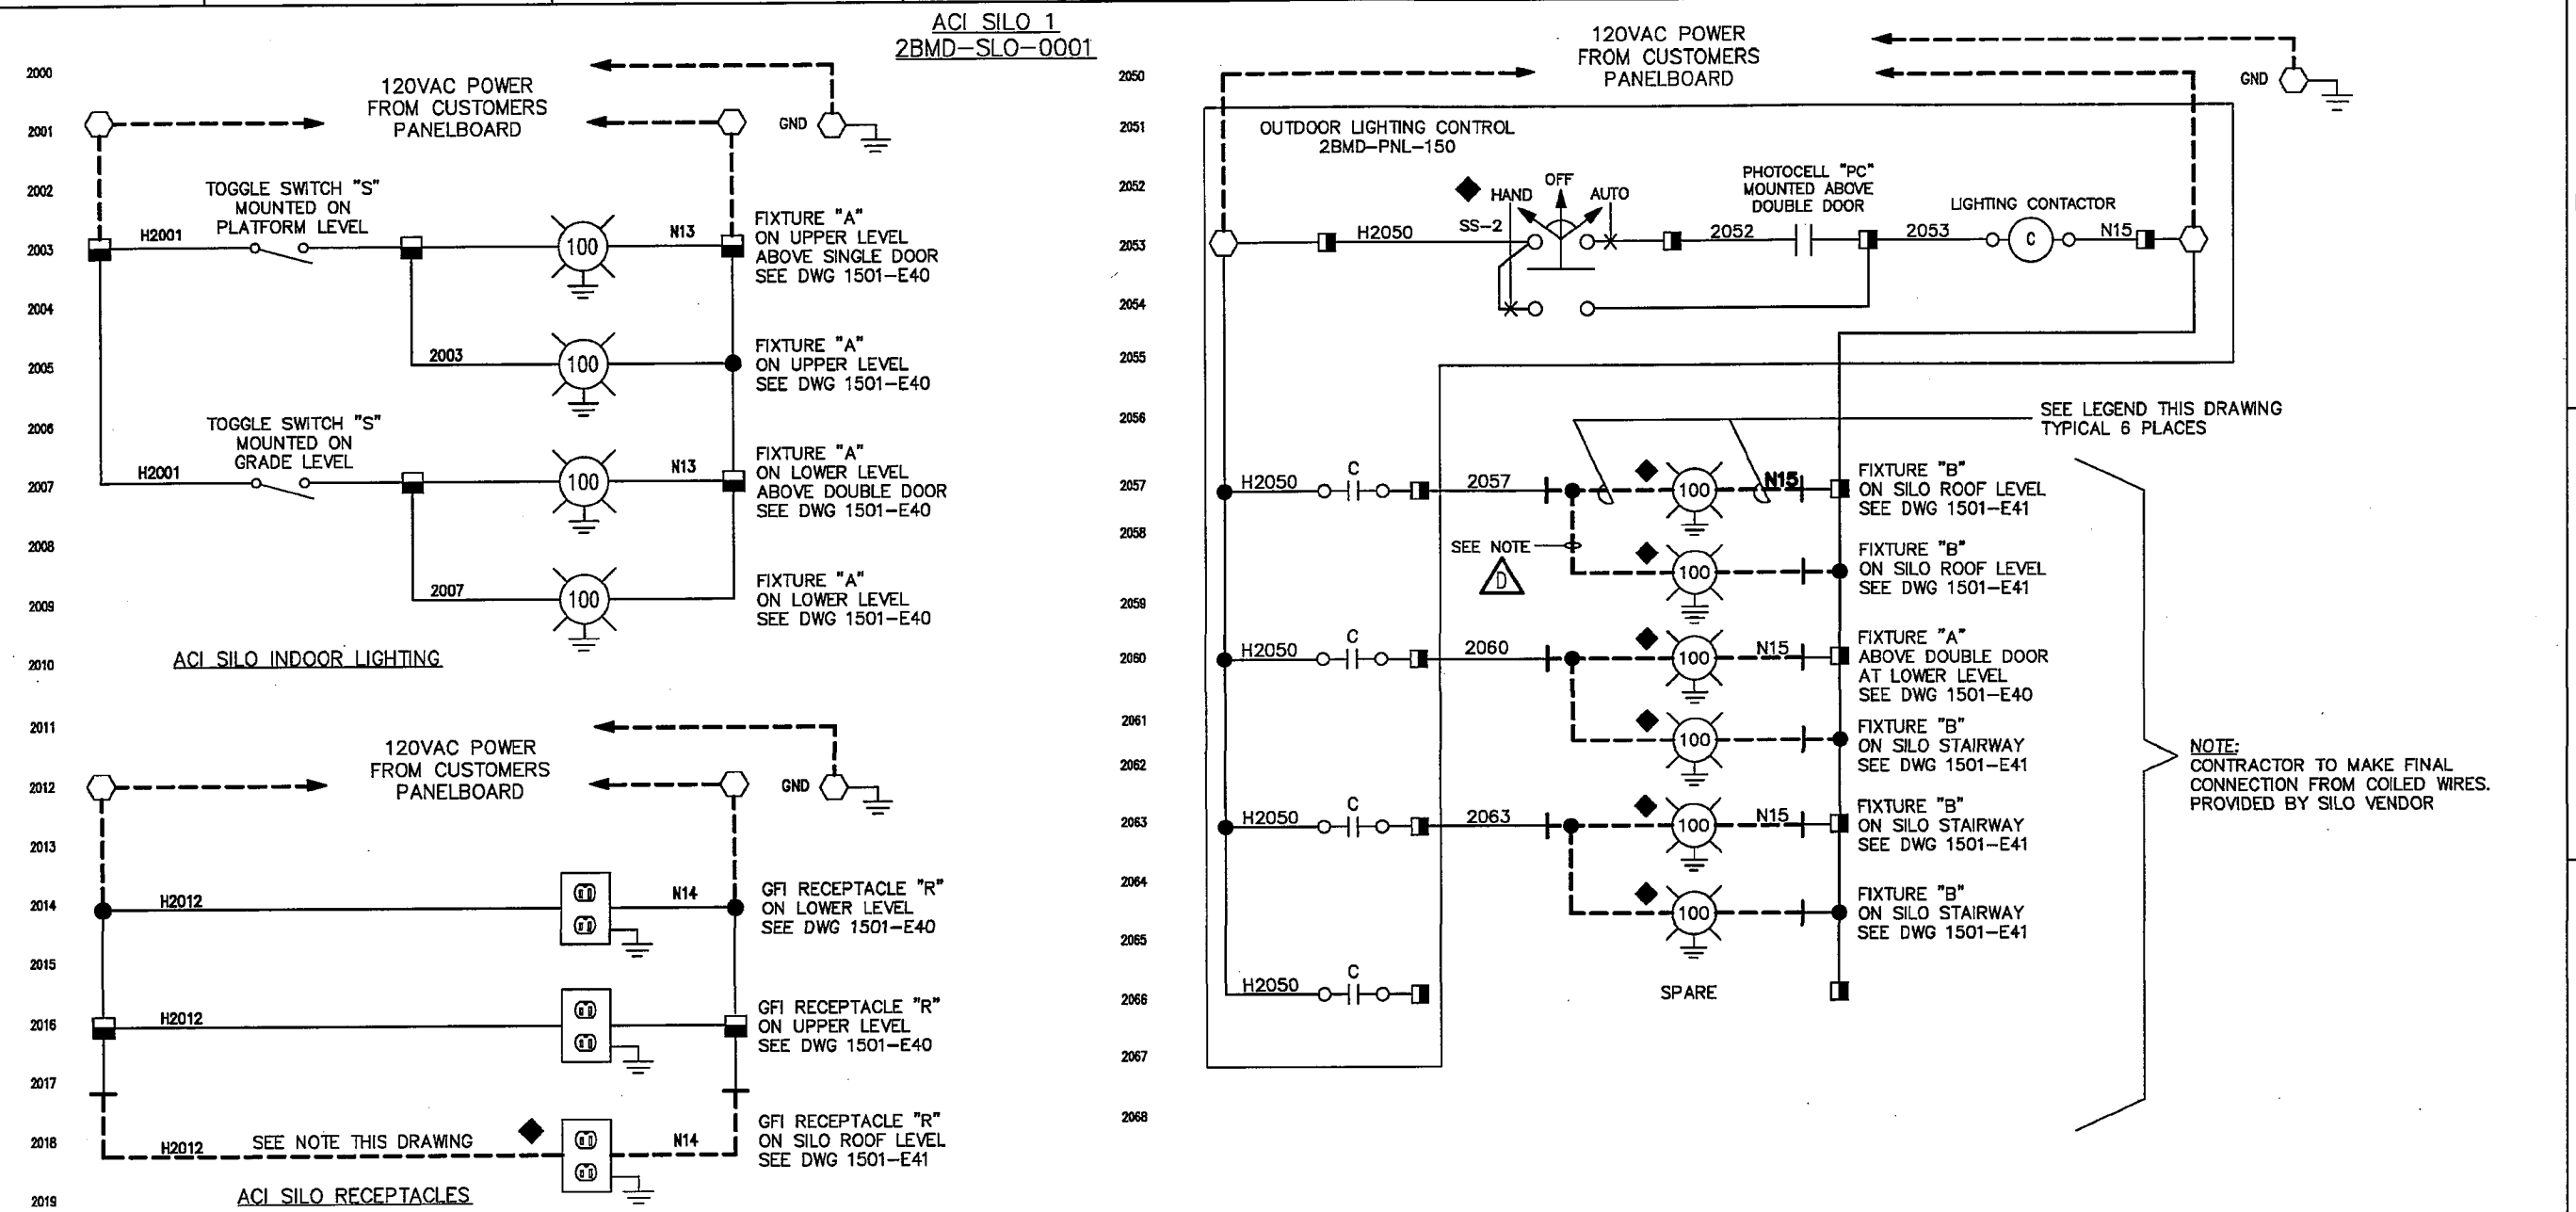 ACI SILO 1
2BMD-SLO-0001
2000
2001
2002
2003
2004
2005
2006
2007
2008
2009
2010
2011
2012
2013
2014
2015
2016
2017
2018
2019
120VAC POWER
FROM CUSTOMERS
PANELBOARD
GND
TOGGLE SWITCH "S"
MOUNTED ON
PLATFORM LEVEL
H2001
100
N13
FIXTURE "A"
ON UPPER LEVEL
ABOVE SINGLE DOOR
SEE DWG 1501-E40
2003
100
FIXTURE "A"
ON UPPER LEVEL
SEE DWG 1501-E40
TOGGLE SWITCH "S"
MOUNTED ON
GRADE LEVEL
H2001
100
N13
FIXTURE "A"
ON LOWER LEVEL
ABOVE DOUBLE DOOR
SEE DWG 1501-E40
2007
100
FIXTURE "A"
ON LOWER LEVEL
SEE DWG 1501-E40
ACI SILO INDOOR LIGHTING
120VAC POWER
FROM CUSTOMERS
PANELBOARD
GND
H2012
N14
GFI RECEPTACLE "R"
ON LOWER LEVEL
SEE DWG 1501-E40
H2012
GFI RECEPTACLE "R"
ON UPPER LEVEL
SEE DWG 1501-E40
H2012
SEE NOTE THIS DRAWING
N14
GFI RECEPTACLE "R"
ON SILO ROOF LEVEL
SEE DWG 1501-E41
ACI SILO RECEPTACLES
2050
2051
2052
2053
2054
2055
2056
2057
2058
2059
2060
2061
2062
2063
2064
2065
2066
2067
2068
120VAC POWER
FROM CUSTOMERS
PANELBOARD
GND
OUTDOOR LIGHTING CONTROL
2BMD-PNL-150
HAND
OFF
AUTO
SS-2
PHOTOCELL "PC"
MOUNTED ABOVE
DOUBLE DOOR
LIGHTING CONTACTOR
H2050
2052
2053
C
N15
SEE LEGEND THIS DRAWING
TYPICAL 6 PLACES
H2050
C
2057
100
N15
FIXTURE "B"
ON SILO ROOF LEVEL
SEE DWG 1501-E41
SEE NOTE
D
100
FIXTURE "B"
ON SILO ROOF LEVEL
SEE DWG 1501-E41
H2050
C
2060
100
N15
FIXTURE "A"
ABOVE DOUBLE DOOR
AT LOWER LEVEL
SEE DWG 1501-E40
100
FIXTURE "B"
ON SILO STAIRWAY
SEE DWG 1501-E41
H2050
C
2063
100
N15
FIXTURE "B"
ON SILO STAIRWAY
SEE DWG 1501-E41
100
FIXTURE "B"
ON SILO STAIRWAY
SEE DWG 1501-E41
H2050
C
SPARE
NOTE:
CONTRACTOR TO MAKE FINAL
CONNECTION FROM COILED WIRES.
PROVIDED BY SILO VENDOR